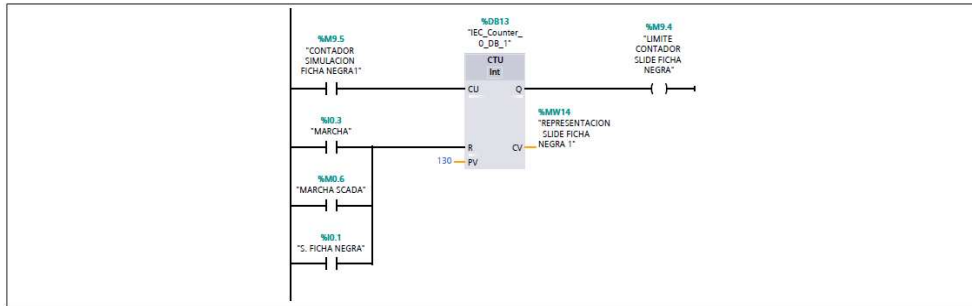 %DB13
"IEC_Counter_
0_DB_1"
%M9.5
"CONTADOR
SIMULACION
FICHA NEGRA1"
%M9.4
"LIMITE
CONTADOR
SLIDE FICHA
NEGRA"
CTU
Int
CU
Q
%MW14
"REPRESENTACION
SLIDE FICHA
NEGRA 1"
%I0.3
"MARCHA"
R
CV
130
PV
%M0.6
"MARCHA SCADA"
%I0.1
"S. FICHA NEGRA"